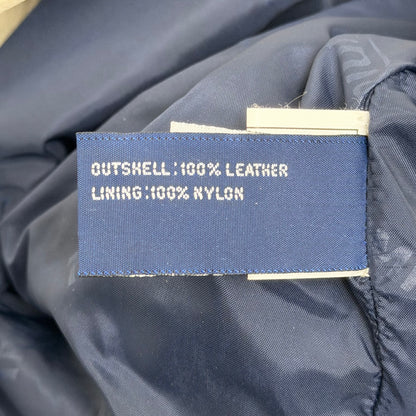 OUTSHELL:100% LEATHER
LINING:100% NYLON